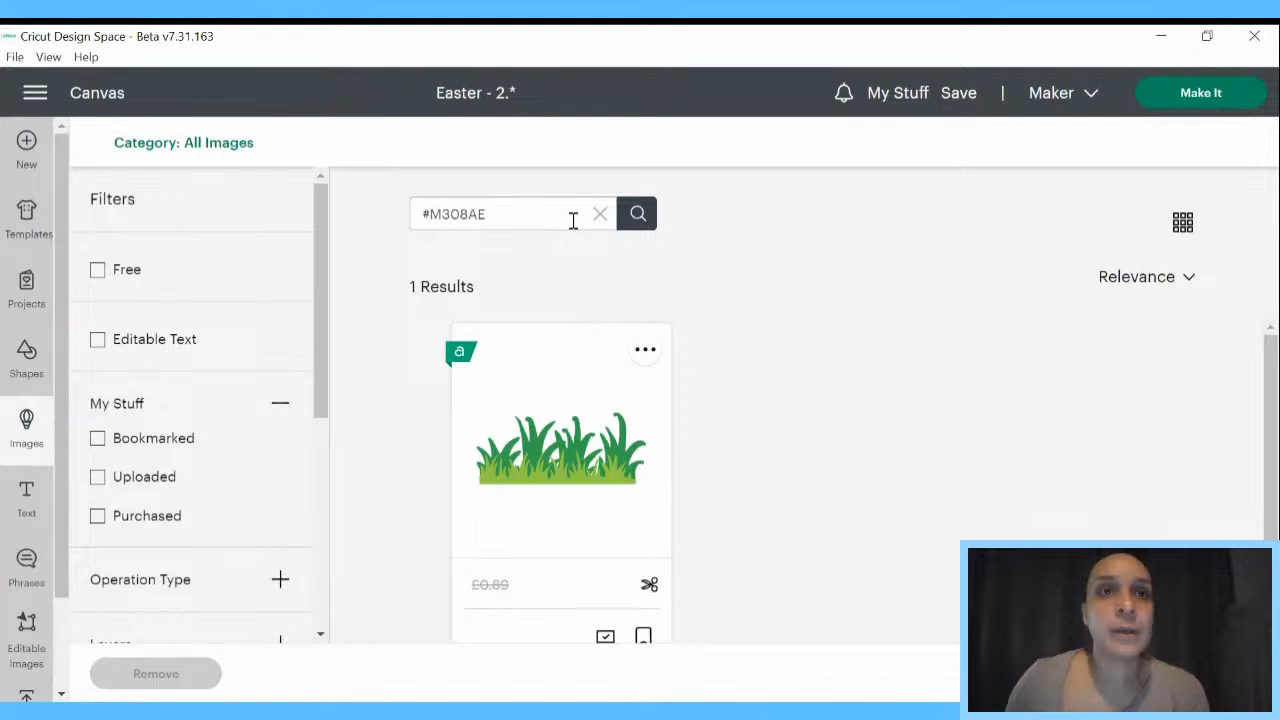 Cricut Design Space - Beta v7.31.163
File View Help
Canvas
Easter - 2.*
My Stuff Save | Maker
Make It
New
Templates
Projects
Shapes
Images
Text
Phrases
Editable
Images
Category: All Images
Filters
Free
Editable Text
My Stuff
Bookmarked
Uploaded
Purchased
Operation Type
Remove
#M308AE
1 Results
Relevance
a
£0.89